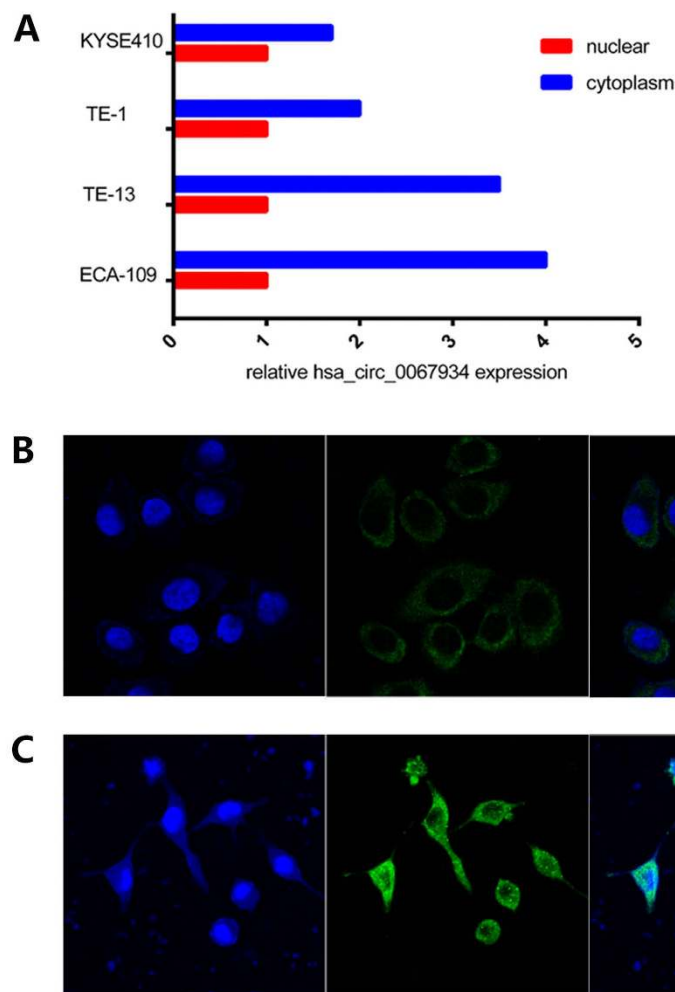 A
KYSE410
TE-1
TE-13
ECA-109
nuclear
cytoplasm
0
1
2
3
4
5
relative hsa_circ_0067934 expression
B
C